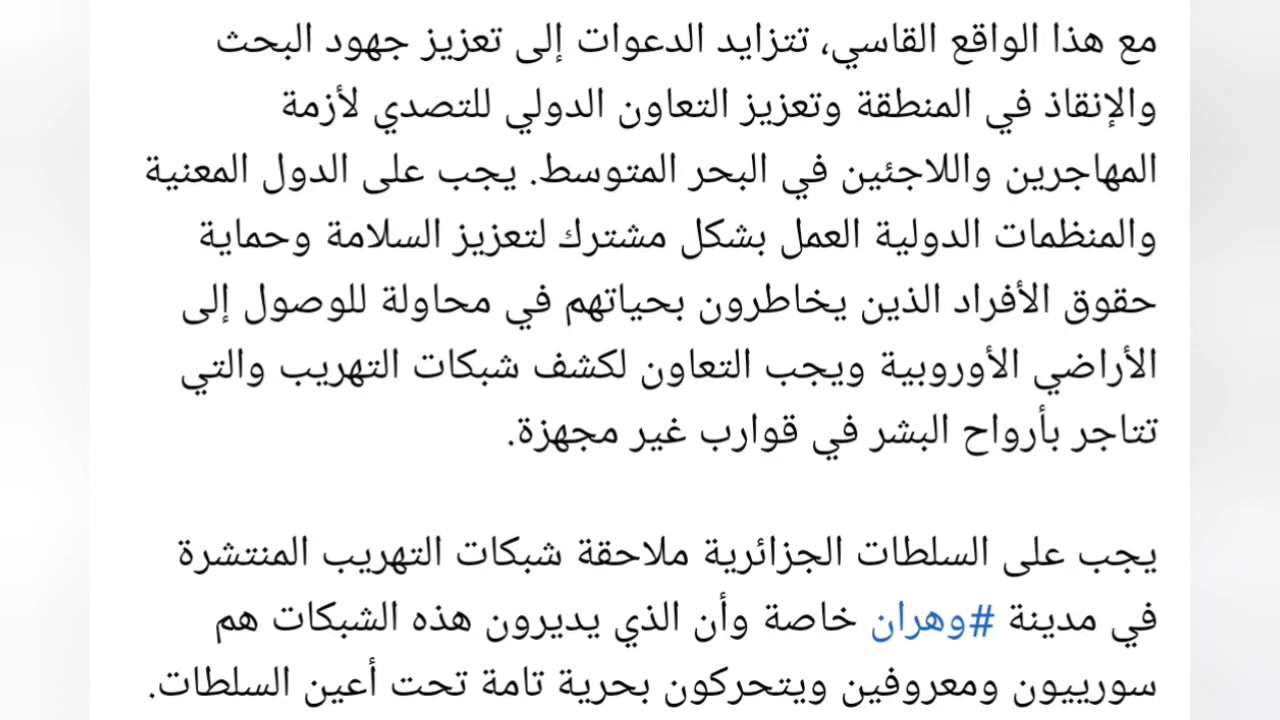 مع هذا الواقع القاسي، تتزايد الدعوات إلى تعزيز جهود البحث
والإنقاذ في المنطقة وتعزيز التعاون الدولي للتصدي لأزمة
المهاجرين واللاجئين في البحر المتوسط. يجب على الدول المعنية
والمنظمات الدولية العمل بشكل مشترك لتعزيز السلامة وحماية
حقوق الأفراد الذين يخاطرون بحياتهم في محاولة للوصول إلى
الأراضي الأوروبية ويجب التعاون لكشف شبكات التهريب والتي
تتاجر بأرواح البشر في قوارب غير مجهزة.
يجب على السلطات الجزائرية ملاحقة شبكات التهريب المنتشرة
في مدينة #وهران خاصة وأن الذي يديرون هذه الشبكات هم
سورييون ومعروفين ويتحركون بحرية تامة تحت أعين السلطات.